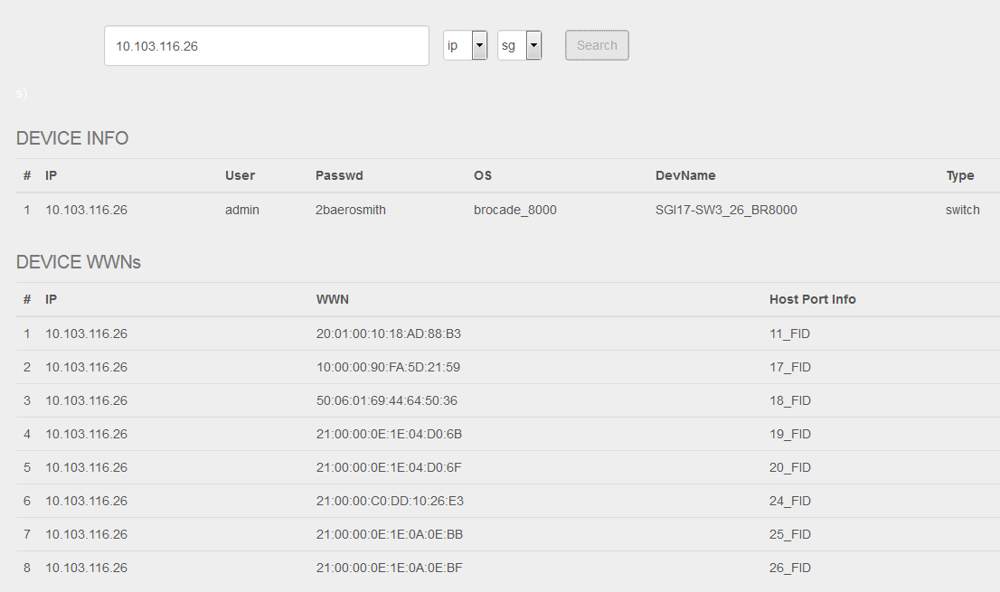 10.103.116.26 ip sg Search
s)
DEVICE INFO
# IP User Passwd OS DevName Type
1 10.103.116.26 admin 2baerosmith brocade_8000 SGI17-SW3_26_BR8000 switch
DEVICE WWNs
# IP WWN Host Port Info
1 10.103.116.26 20:01:00:10:18:AD:88:B3 11_FID
2 10.103.116.26 10:00:00:90:FA:5D:21:59 17_FID
3 10.103.116.26 50:06:01:69:44:64:50:36 18_FID
4 10.103.116.26 21:00:00:0E:1E:04:D0:6B 19_FID
5 10.103.116.26 21:00:00:0E:1E:04:D0:6F 20_FID
6 10.103.116.26 21:00:00:C0:DD:10:26:E3 24_FID
7 10.103.116.26 21:00:00:0E:1E:0A:0E:BB 25_FID
8 10.103.116.26 21:00:00:0E:1E:0A:0E:BF 26_FID